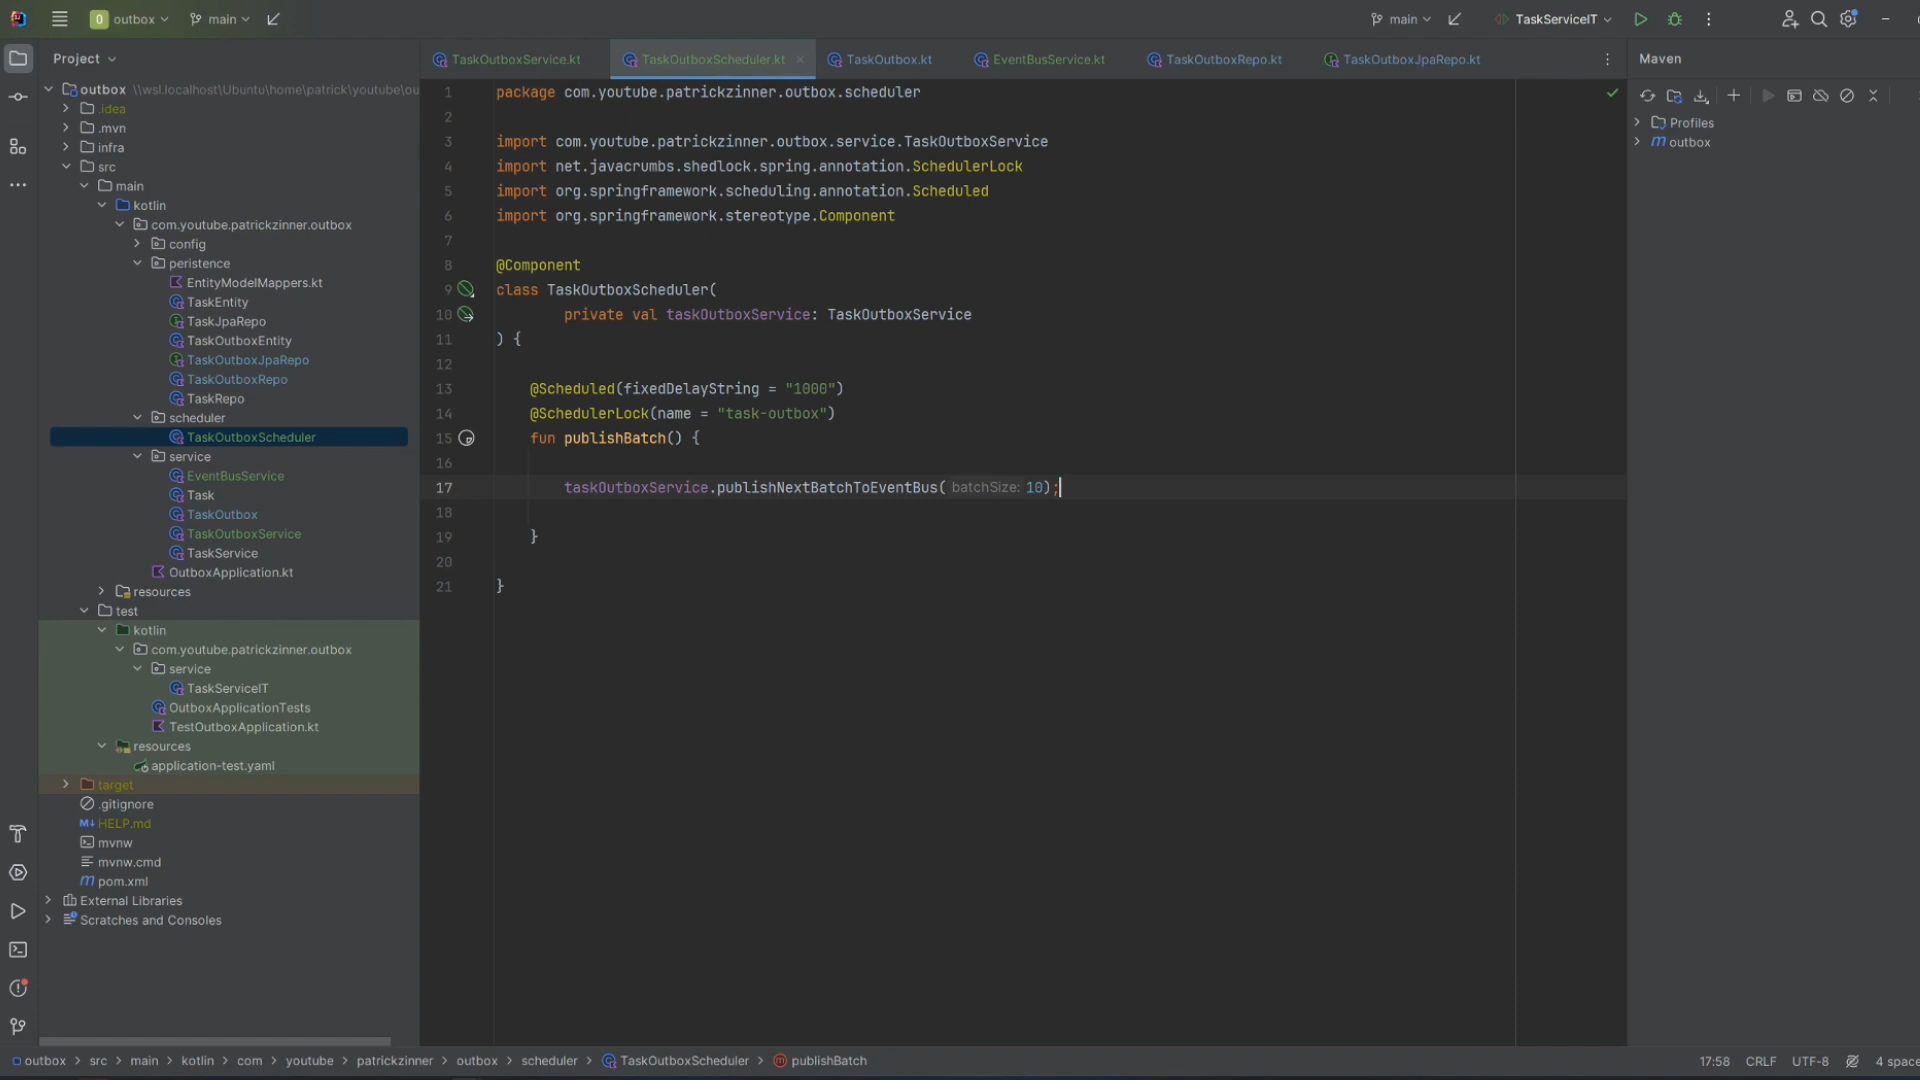 outbox main main TaskServiceIT
Project TaskOutboxService.kt TaskOutboxScheduler.kt TaskOutbox.kt EventBusService.kt TaskOutboxRepo.kt TaskOutboxJpaRepo.kt Maven
outbox \\wsl.localhost\Ubuntu\home\patrick\youtube\ou
.idea
.mvn
infra
src
main
kotlin
com.youtube.patrickzinner.outbox
config
peristence
EntityModelMappers.kt
TaskEntity
TaskJpaRepo
TaskOutboxEntity
TaskOutboxJpaRepo
TaskOutboxRepo
TaskRepo
scheduler
TaskOutboxScheduler
service
EventBusService
Task
TaskOutbox
TaskOutboxService
TaskService
OutboxApplication.kt
resources
test
kotlin
com.youtube.patrickzinner.outbox
service
TaskServiceIT
OutboxApplicationTests
TestOutboxApplication.kt
resources
application-test.yaml
target
.gitignore
HELP.md
mvnw
mvnw.cmd
pom.xml
External Libraries
Scratches and Consoles
1 package com.youtube.patrickzinner.outbox.scheduler
2
3 import com.youtube.patrickzinner.outbox.service.TaskOutboxService
4 import net.javacrumbs.shedlock.spring.annotation.SchedulerLock
5 import org.springframework.scheduling.annotation.Scheduled
6 import org.springframework.stereotype.Component
7
8 @Component
9 class TaskOutboxScheduler(
10 private val taskOutboxService: TaskOutboxService
11 ) {
12
13 @Scheduled(fixedDelayString = "1000")
14 @SchedulerLock(name = "task-outbox")
15 fun publishBatch() {
16
17 taskOutboxService.publishNextBatchToEventBus( batchSize: 10);
18
19 }
20
21 }
Profiles
outbox
outbox > src > main > kotlin > com > youtube > patrickzinner > outbox > scheduler > TaskOutboxScheduler > publishBatch 17:58 CRLF UTF-8 4 space